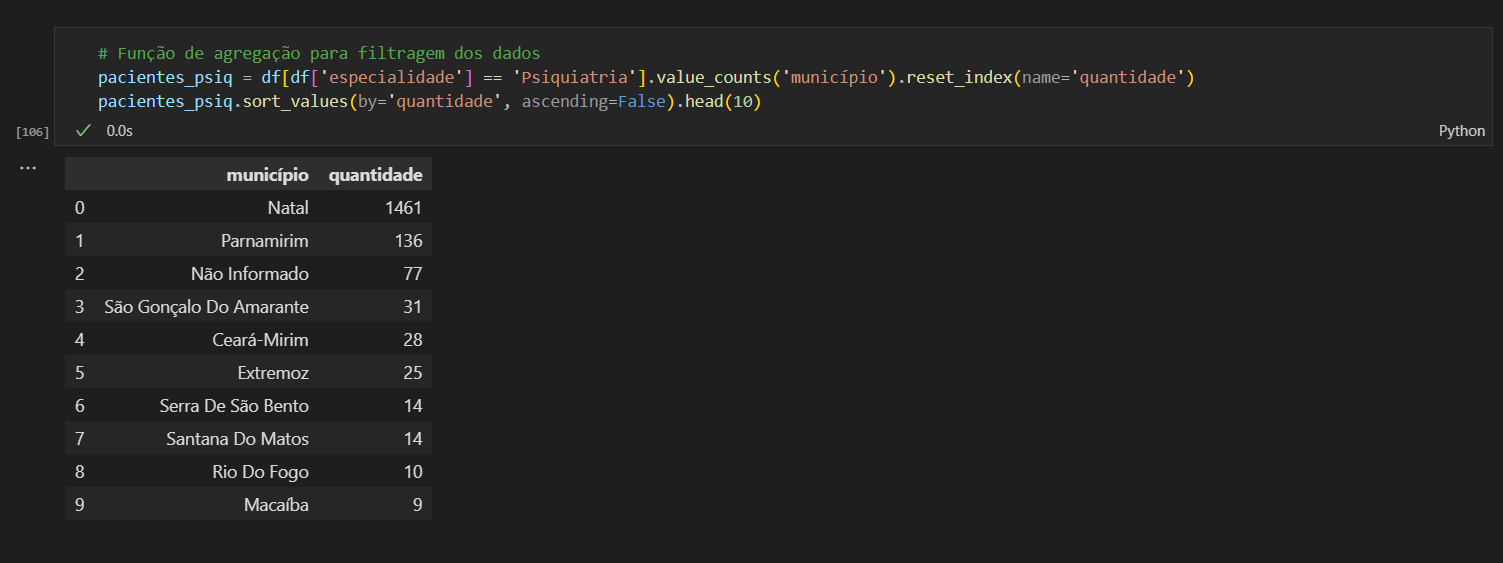 # Função de agregação para filtragem dos dados
pacientes_psiq = df[df['especialidade'] == 'Psiquiatria'].value_counts('município').reset_index(name='quantidade')
pacientes_psiq.sort_values(by='quantidade', ascending=False).head(10)
[106] ✓ 0.0s Python
...
município quantidade
0 Natal 1461
1 Parnamirim 136
2 Não Informado 77
3 São Gonçalo Do Amarante 31
4 Ceará-Mirim 28
5 Extremoz 25
6 Serra De São Bento 14
7 Santana Do Matos 14
8 Rio Do Fogo 10
9 Macaíba 9